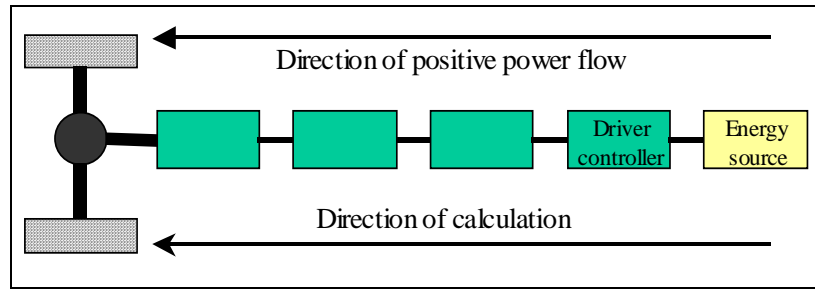 Direction of positive power flow
Driver
controller
Energy
source
Direction of calculation